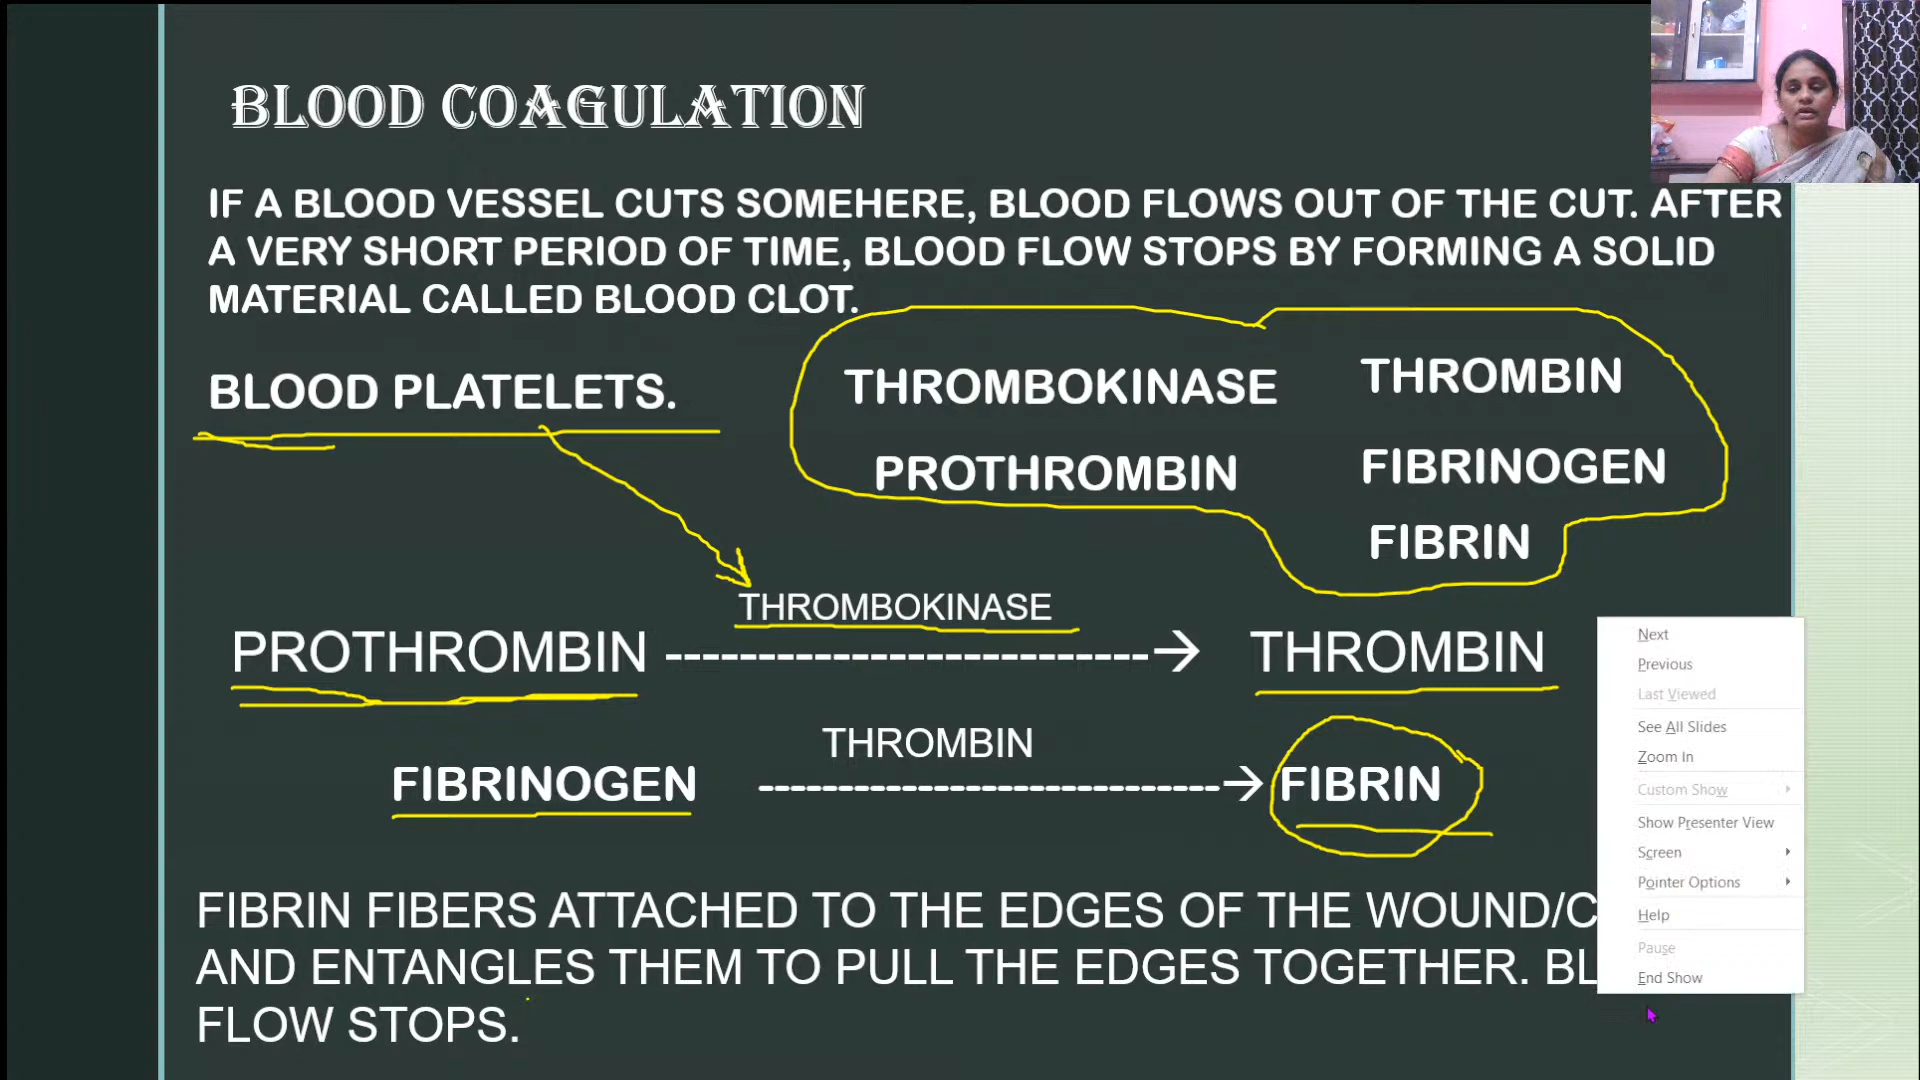 BLOOD COAGULATION
IF A BLOOD VESSEL CUTS SOMEHERE, BLOOD FLOWS OUT OF THE CUT. AFTER
A VERY SHORT PERIOD OF TIME, BLOOD FLOW STOPS BY FORMING A SOLID
MATERIAL CALLED BLOOD CLOT.
BLOOD PLATELETS.
THROMBOKINASE
THROMBIN
PROTHROMBIN
FIBRINOGEN
FIBRIN
THROMBOKINASE
PROTHROMBIN ---------------------------→ THROMBIN
THROMBIN
FIBRINOGEN ------------------------------→ FIBRIN
FIBRIN FIBERS ATTACHED TO THE EDGES OF THE WOUND/C
AND ENTANGLES THEM TO PULL THE EDGES TOGETHER. BL
FLOW STOPS.
Next
Previous
Last Viewed
See All Slides
Zoom In
Custom Show
Show Presenter View
Screen
Pointer Options
Help
Pause
End Show